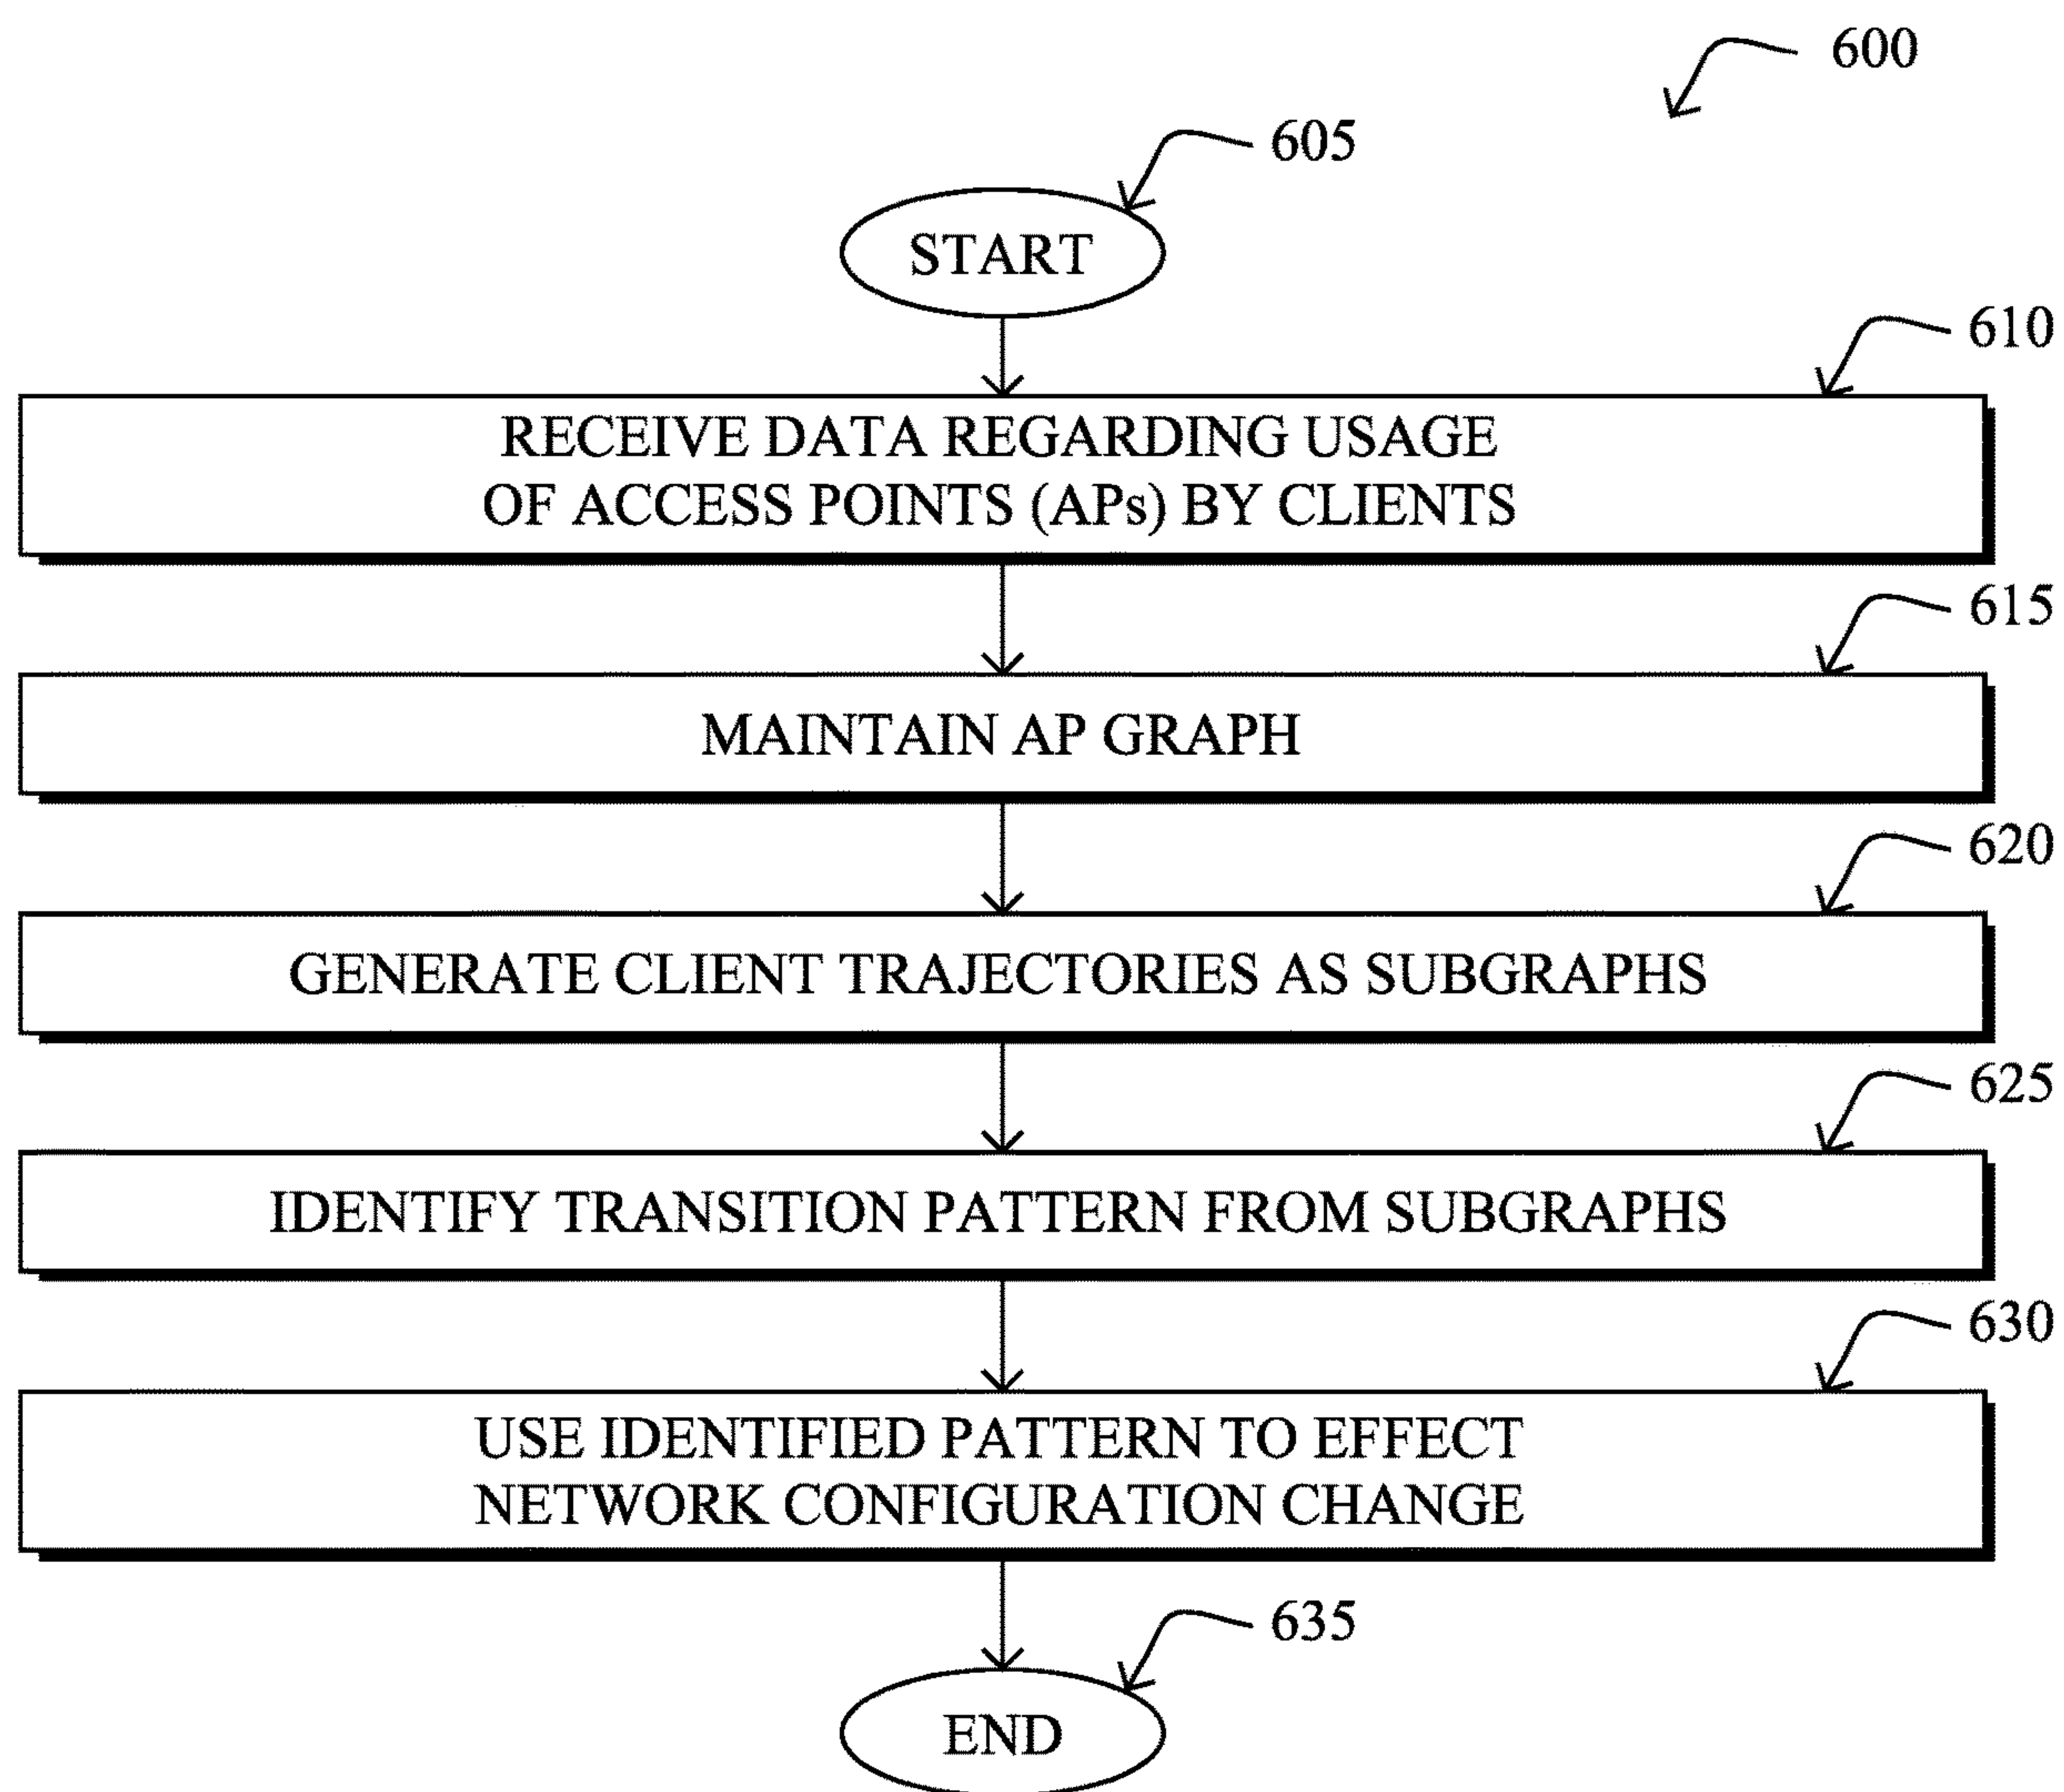 600
605
START
610
RECEIVE DATA REGARDING USAGE
OF ACCESS POINTS (APs) BY CLIENTS
615
MAINTAIN AP GRAPH
620
GENERATE CLIENT TRAJECTORIES AS SUBGRAPHS
625
IDENTIFY TRANSITION PATTERN FROM SUBGRAPHS
630
USE IDENTIFIED PATTERN TO EFFECT
NETWORK CONFIGURATION CHANGE
635
END